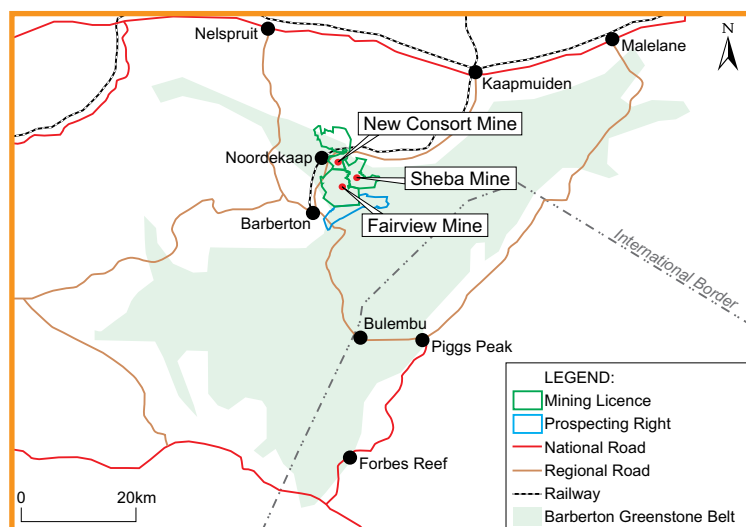 Nelspruit
Malelane
N
Kaapmuiden
New Consort Mine
Noordekaap
Sheba Mine
Barberton
Fairview Mine
International Border
Bulembu
Piggs Peak
Forbes Reef
LEGEND:
Mining Licence
Prospecting Right
National Road
Regional Road
Railway
Barberton Greenstone Belt
0 20km